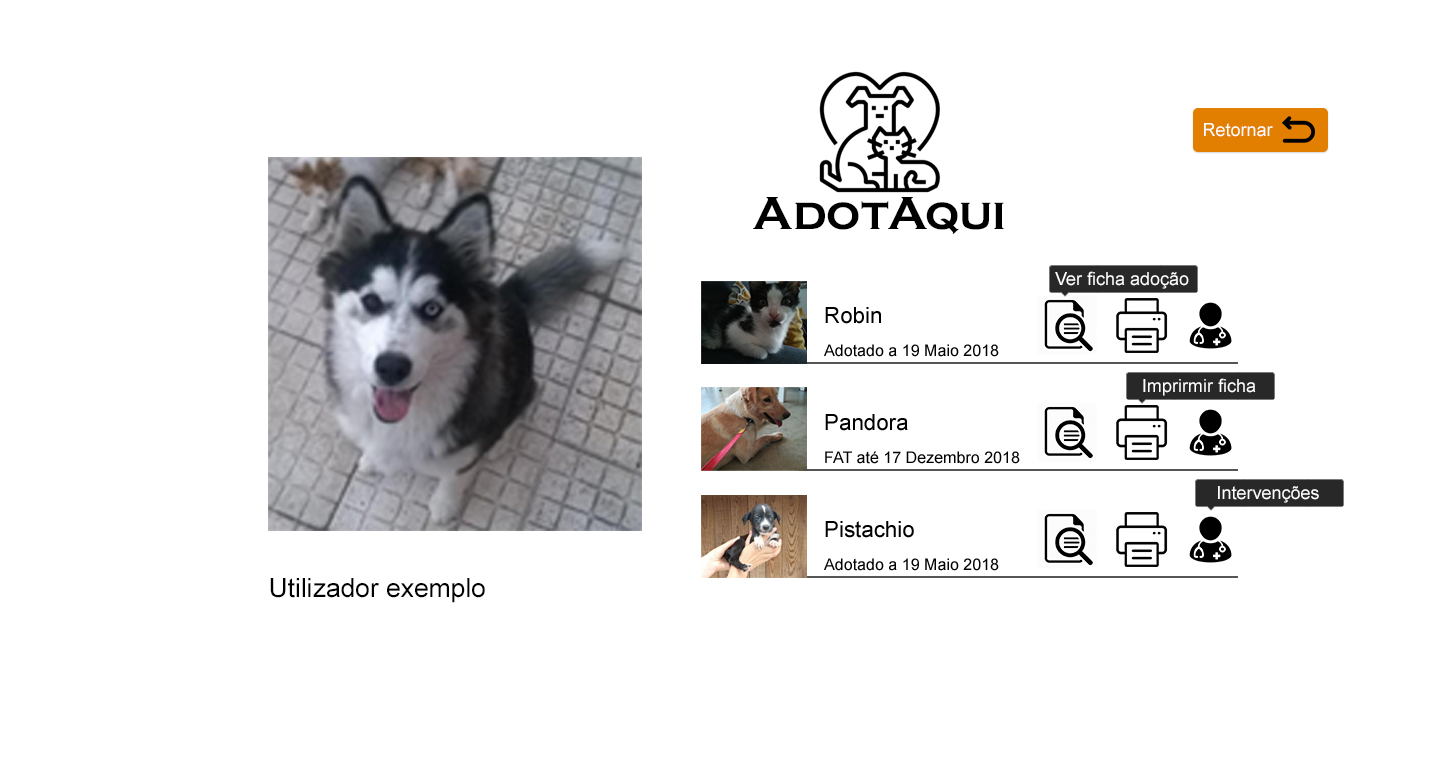 Retornar
ADOTAQUI
Ver ficha adoção
Robin
Adotado a 19 Maio 2018
Imprirmir ficha
Pandora
FAT até 17 Dezembro 2018
Intervenções
Pistachio
Adotado a 19 Maio 2018
Utilizador exemplo